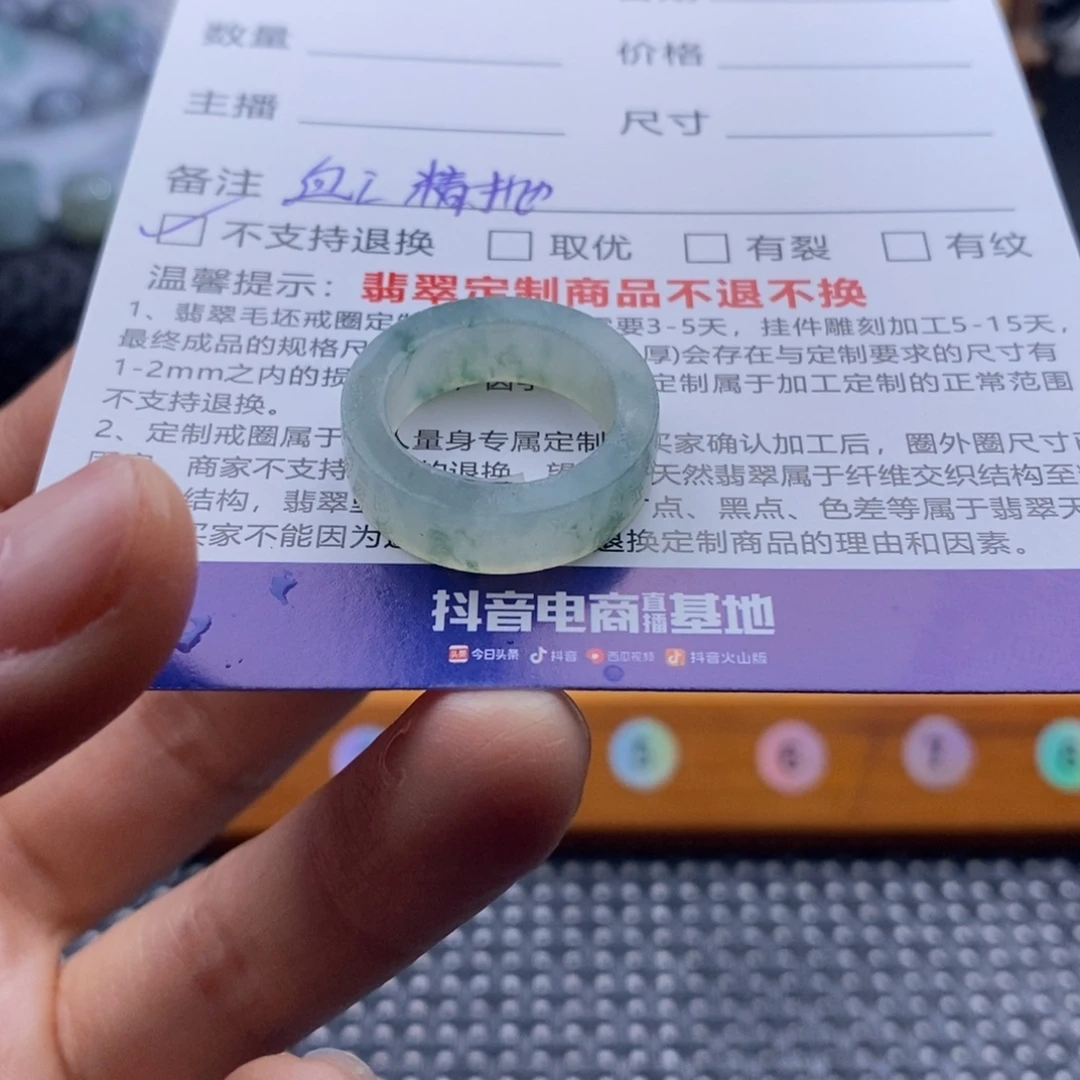 数量 价格
主播 尺寸
备注 精抛
不支持退换 取优 有裂 有纹
温馨提示：翡翠定制商品不退不换
1、翡翠毛坯戒圈定 要3-5天，挂件雕刻加工5-15天，
最终成品的规格尺 厚)会存在与定制要求的尺寸有
1-2mm之内的损 定制属于加工定制的正常范围
不支持退换。
2、定制戒圈属于 人量身专属定制 买家确认加工后，圈外圈尺寸
商家不支持 的退换 天然翡翠属于纤维交织结构至
结构，翡翠 点、黑点、色差等属于翡翠天
买家不能因为 退换定制商品的理由和因素。
抖音电商直播基地
头条 今日头条 抖音 西瓜视频 抖音火山版
5 6 7